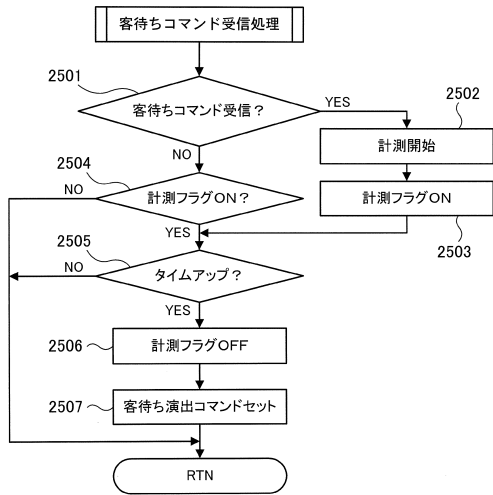 客待ちコマンド受信処理
2501
客待ちコマンド受信？
YES
2502
計測開始
NO
2504
計測フラグON？
NO
計測フラグON
YES
2503
2505
タイムアップ？
NO
YES
2506
計測フラグOFF
2507
客待ち演出コマンドセット
RTN